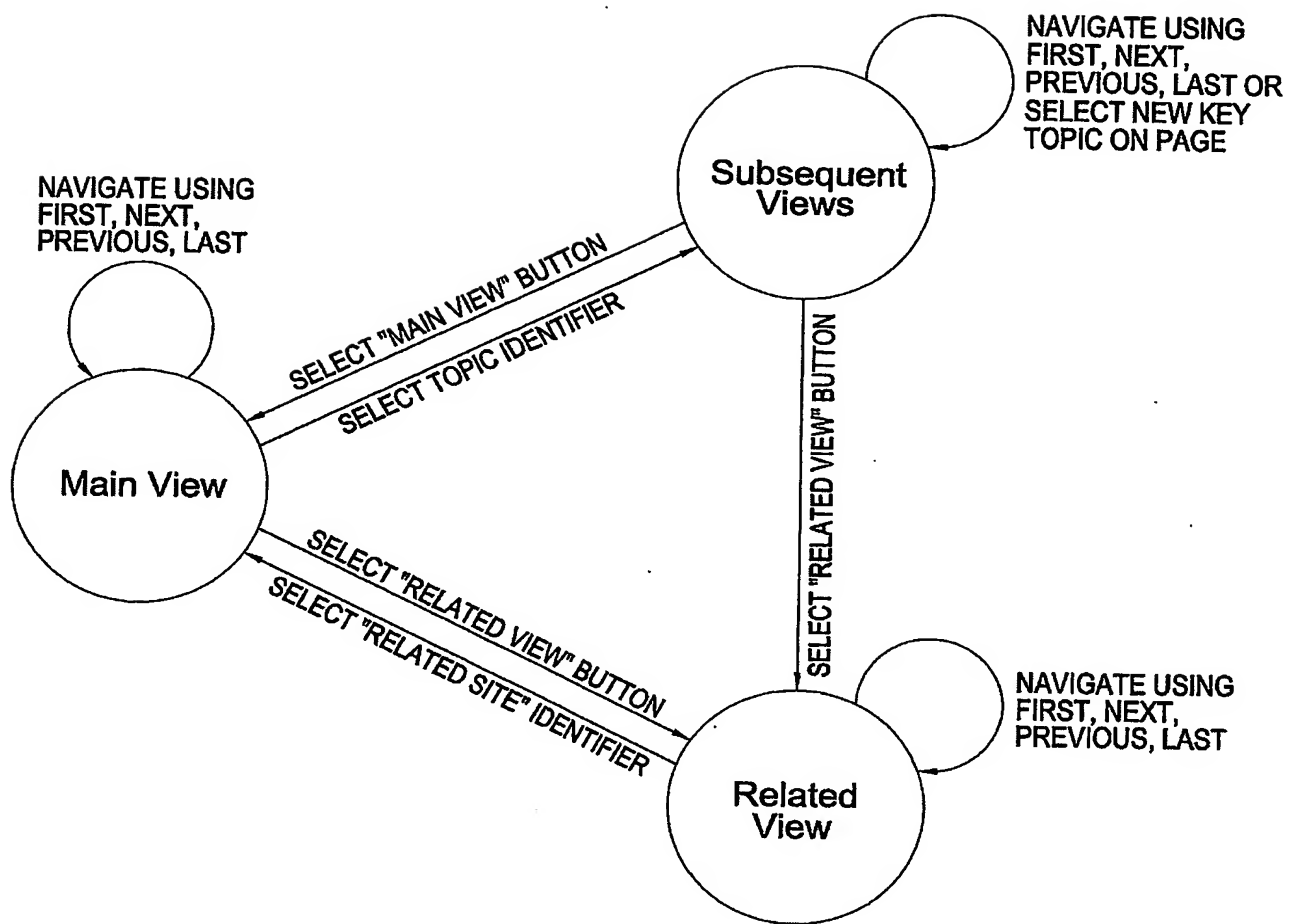 NAVIGATE USING
FIRST, NEXT,
PREVIOUS, LAST OR
SELECT NEW KEY
TOPIC ON PAGE
Subsequent
Views
NAVIGATE USING
FIRST, NEXT,
PREVIOUS, LAST
SELECT "MAIN VIEW" BUTTON
SELECT TOPIC IDENTIFIER
SELECT "RELATED VIEW" BUTTON
Main View
SELECT "RELATED VIEW" BUTTON
SELECT "RELATED SITE" IDENTIFIER
NAVIGATE USING
FIRST, NEXT,
PREVIOUS, LAST
Related
View